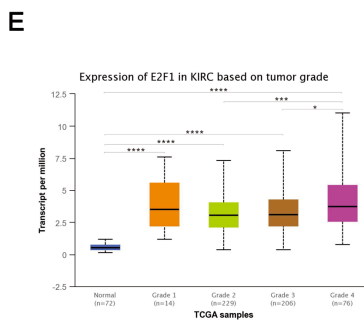 E
Expression of E2F1 in KIRC based on tumor grade
Transcript per million
12.5
10
7.5
5
2.5
0
-2.5
****
***
*
****
****
****
Normal
(n=72)
Grade 1
(n=14)
Grade 2
(n=229)
Grade 3
(n=206)
Grade 4
(n=76)
TCGA samples